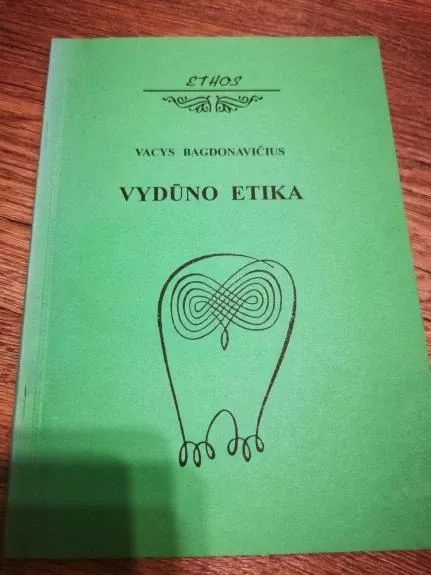 ETHOS
VACYS BAGDONAVIČIUS
VYDŪNO ETIKA